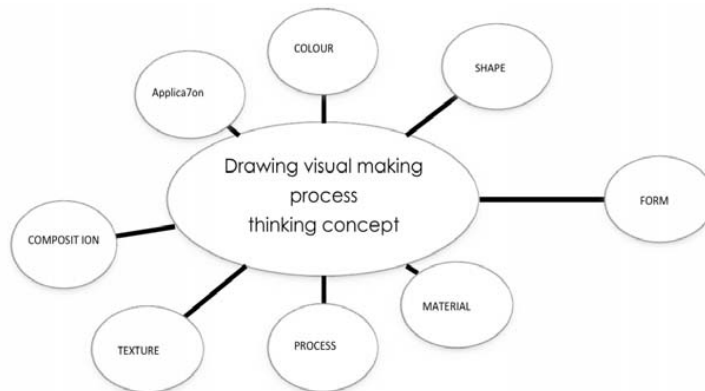 COLOUR
SHAPE
Applica7on
Drawing visual making
process
thinking concept
FORM
COMPOSIT ION
MATERIAL
TEXTURE
PROCESS